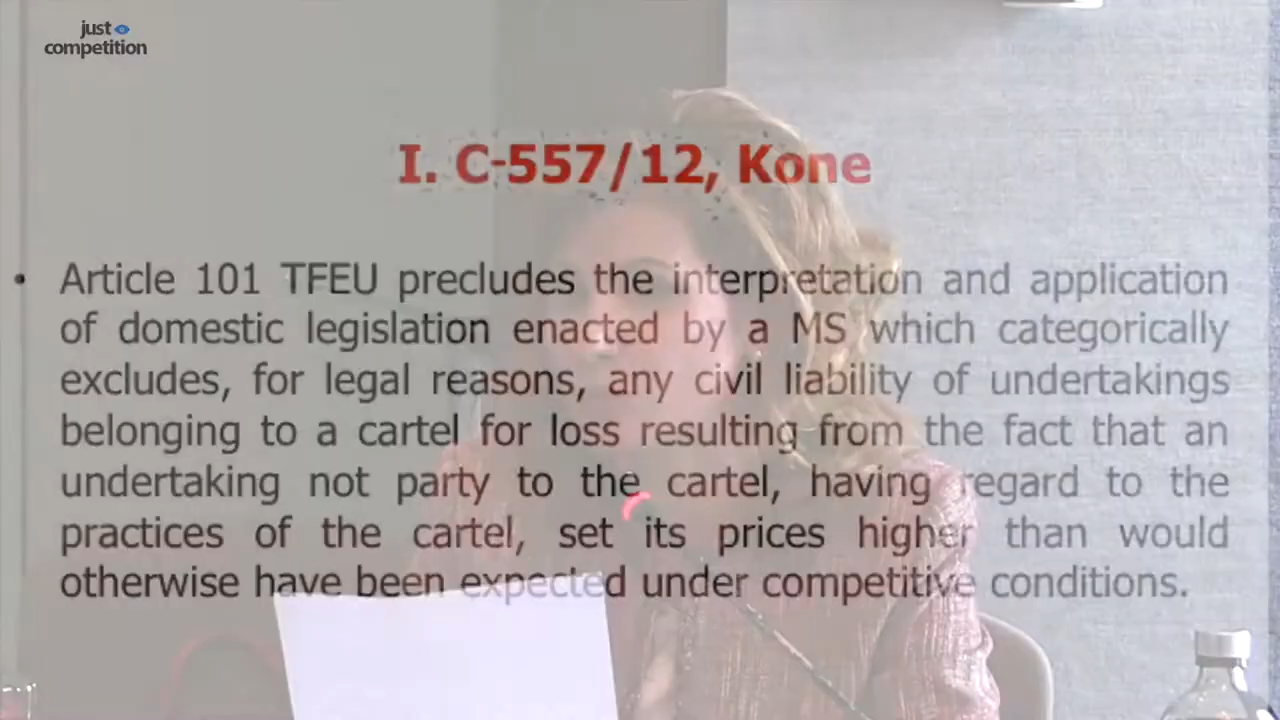 just
competition
I. C-557/12, Kone
• Article 101 TFEU precludes the interpretation and application
of domestic legislation enacted by a MS which categorically
excludes, for legal reasons, any civil liability of undertakings
belonging to a cartel for loss resulting from the fact that an
undertaking not party to the cartel, having regard to the
practices of the cartel, set its prices higher than would
otherwise have been expected under competitive conditions.